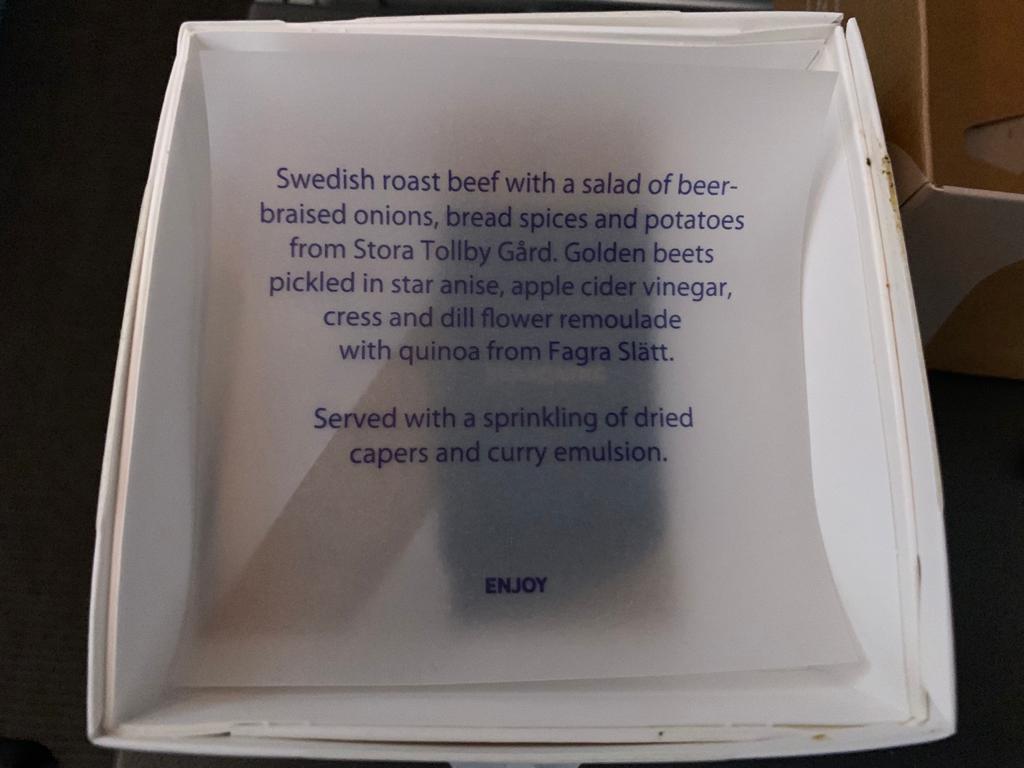 Swedish roast beef with a salad of beer-
braised onions, bread spices and potatoes
from Stora Tollby Gård. Golden beets
pickled in star anise, apple cider vinegar,
cress and dill flower remoulade
with quinoa from Fagra Slätt.
Served with a sprinkling of dried
capers and curry emulsion.
ENJOY